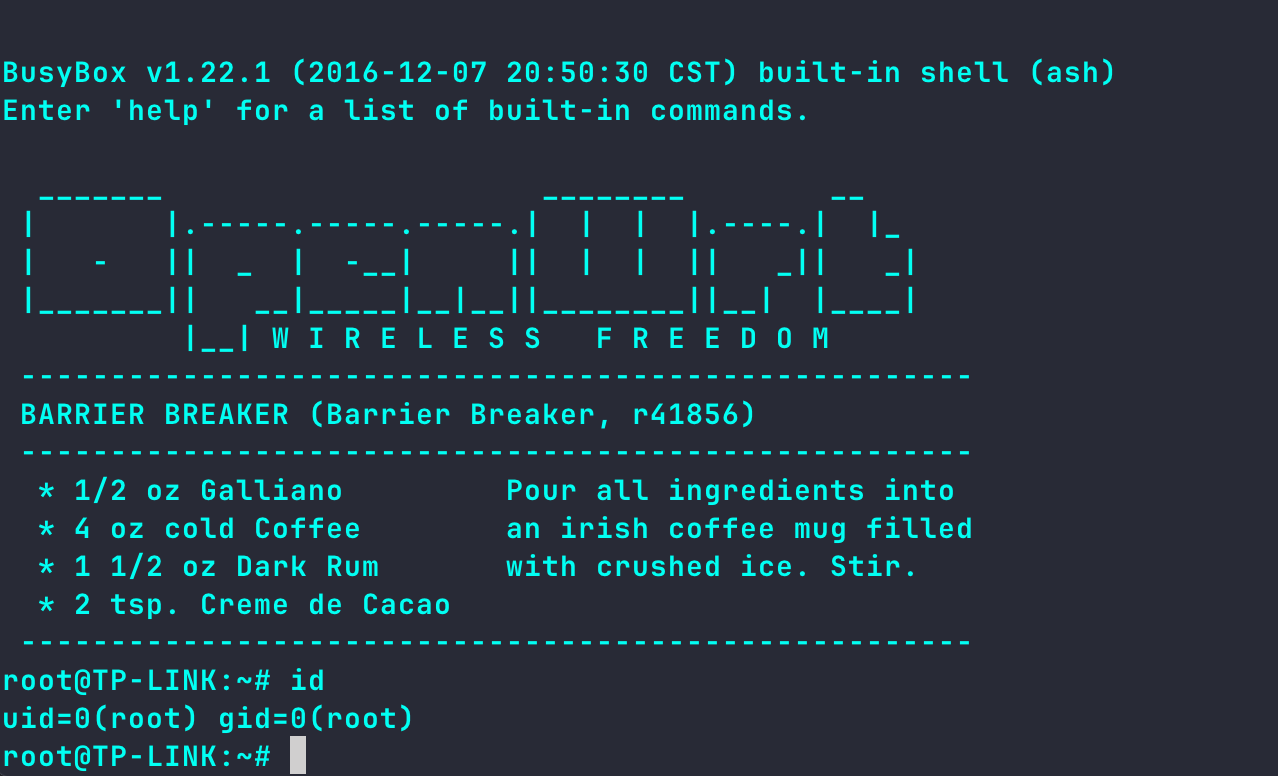 BusyBox v1.22.1 (2016-12-07 20:50:30 CST) built-in shell (ash)
Enter 'help' for a list of built-in commands.
  _______                     ________        __
 |       |.-----.-----.-----.|  |  |  |.----.|  |_
 |   -   ||  _  |  -__|     ||  |  |  ||   _||   _|
 |_______||   __|_____|__|__||________||__|  |____|
          |__| W I R E L E S S   F R E E D O M
 -----------------------------------------------------
 BARRIER BREAKER (Barrier Breaker, r41856)
 -----------------------------------------------------
  * 1/2 oz Galliano         Pour all ingredients into
  * 4 oz cold Coffee        an irish coffee mug filled
  * 1 1/2 oz Dark Rum       with crushed ice. Stir.
  * 2 tsp. Creme de Cacao
 -----------------------------------------------------
root@TP-LINK:~# id
uid=0(root) gid=0(root)
root@TP-LINK:~#